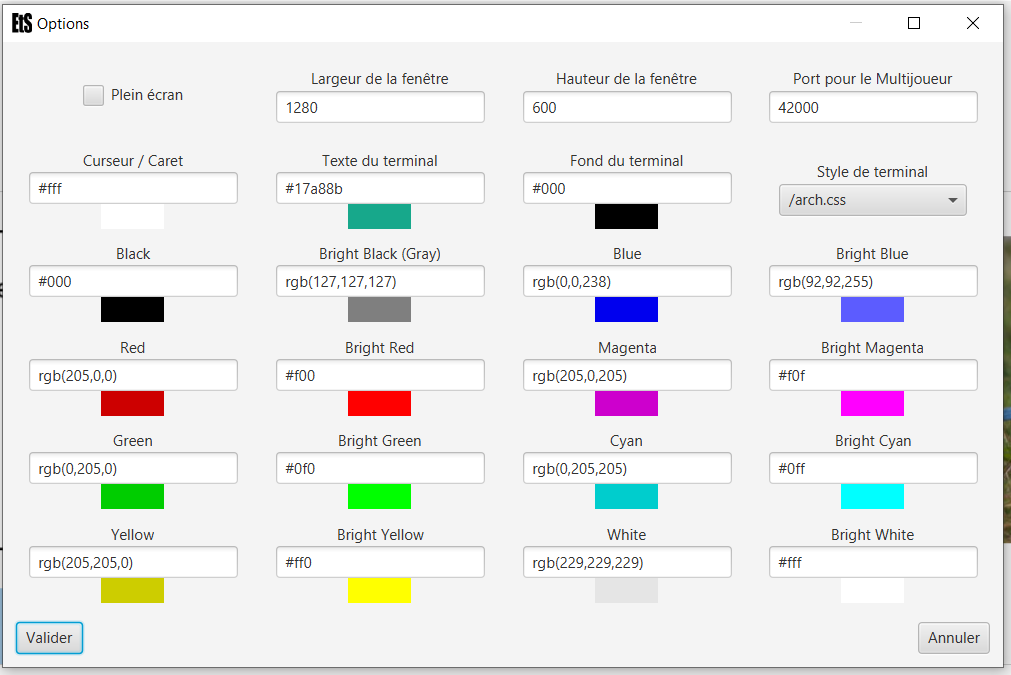 EtS Options
Plein écran
Largeur de la fenêtre
1280
Hauteur de la fenêtre
600
Port pour le Multijoueur
42000
Curseur / Caret
#fff
Texte du terminal
#17a88b
Fond du terminal
#000
Style de terminal
/arch.css
Black
#000
Bright Black (Gray)
rgb(127,127,127)
Blue
rgb(0,0,238)
Bright Blue
rgb(92,92,255)
Red
rgb(205,0,0)
Bright Red
#f00
Magenta
rgb(205,0,205)
Bright Magenta
#f0f
Green
rgb(0,205,0)
Bright Green
#0f0
Cyan
rgb(0,205,205)
Bright Cyan
#0ff
Yellow
rgb(205,205,0)
Bright Yellow
#ff0
White
rgb(229,229,229)
Bright White
#fff
Valider
Annuler